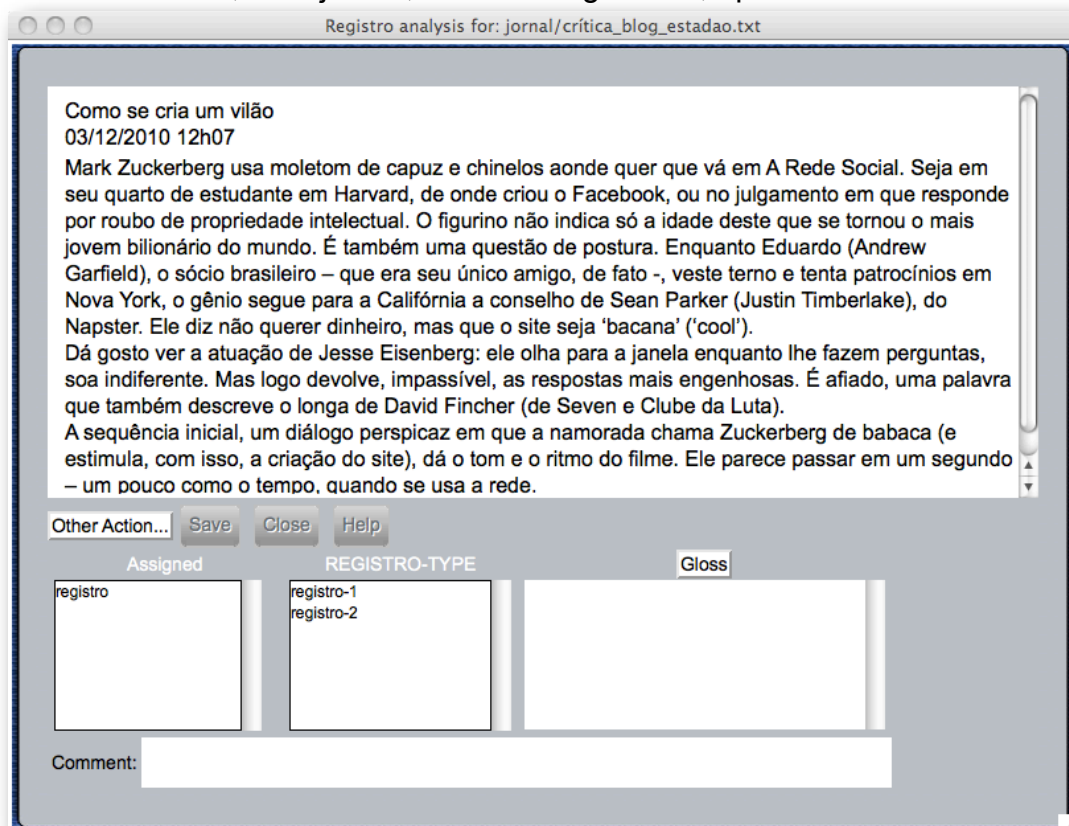 Registro analysis for: jornal/crítica_blog_estadao.txt
Como se cria um vilão
03/12/2010 12h07
Mark Zuckerberg usa moletom de capuz e chinelos aonde quer que vá em A Rede Social. Seja em
seu quarto de estudante em Harvard, de onde criou o Facebook, ou no julgamento em que responde
por roubo de propriedade intelectual. O figurino não indica só a idade deste que se tornou o mais
jovem bilionário do mundo. É também uma questão de postura. Enquanto Eduardo (Andrew
Garfield), o sócio brasileiro – que era seu único amigo, de fato -, veste terno e tenta patrocínios em
Nova York, o gênio segue para a Califórnia a conselho de Sean Parker (Justin Timberlake), do
Napster. Ele diz não querer dinheiro, mas que o site seja ‘bacana’ (‘cool’).
Dá gosto ver a atuação de Jesse Eisenberg: ele olha para a janela enquanto lhe fazem perguntas,
soa indiferente. Mas logo devolve, impassível, as respostas mais engenhosas. É afiado, uma palavra
que também descreve o longa de David Fincher (de Seven e Clube da Luta).
A sequência inicial, um diálogo perspicaz em que a namorada chama Zuckerberg de babaca (e
estimula, com isso, a criação do site), dá o tom e o ritmo do filme. Ele parece passar em um segundo
– um pouco como o tempo, quando se usa a rede.
Other Action... Save Close Help
Assigned REGISTRO-TYPE Gloss
registro registro-1
registro-2
Comment: